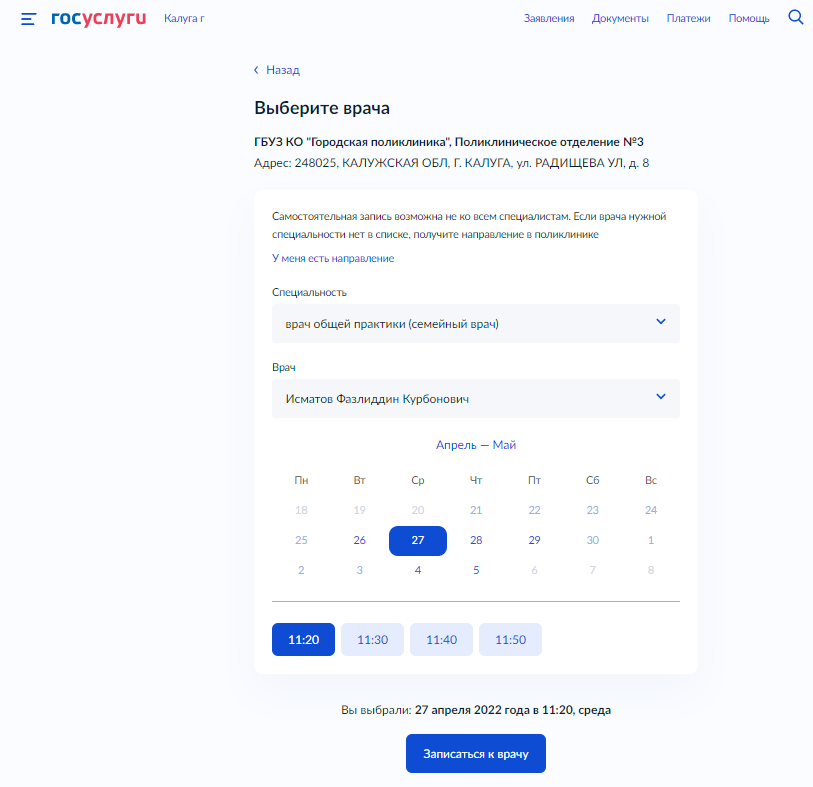 госуслуги Калуга г Заявления Документы Платежи Помощь
Назад
Выберите врача
ГБУЗ КО "Городская поликлиника", Поликлиническое отделение №3
Адрес: 248025, КАЛУЖСКАЯ ОБЛ, Г. КАЛУГА, ул. РАДИЩЕВА УЛ, д. 8
Самостоятельная запись возможна не ко всем специалистам. Если врача нужной
специальности нет в списке, получите направление в поликлинике
У меня есть направление
Специальность
врач общей практики (семейный врач)
Врач
Исматов Фазлиддин Курбонович
Апрель — Май
Пн Вт Ср Чт Пт Сб Вс
18 19 20 21 22 23 24
25 26 27 28 29 30 1
2 3 4 5 6 7 8
11:20 11:30 11:40 11:50
Вы выбрали: 27 апреля 2022 года в 11:20, среда
Записаться к врачу